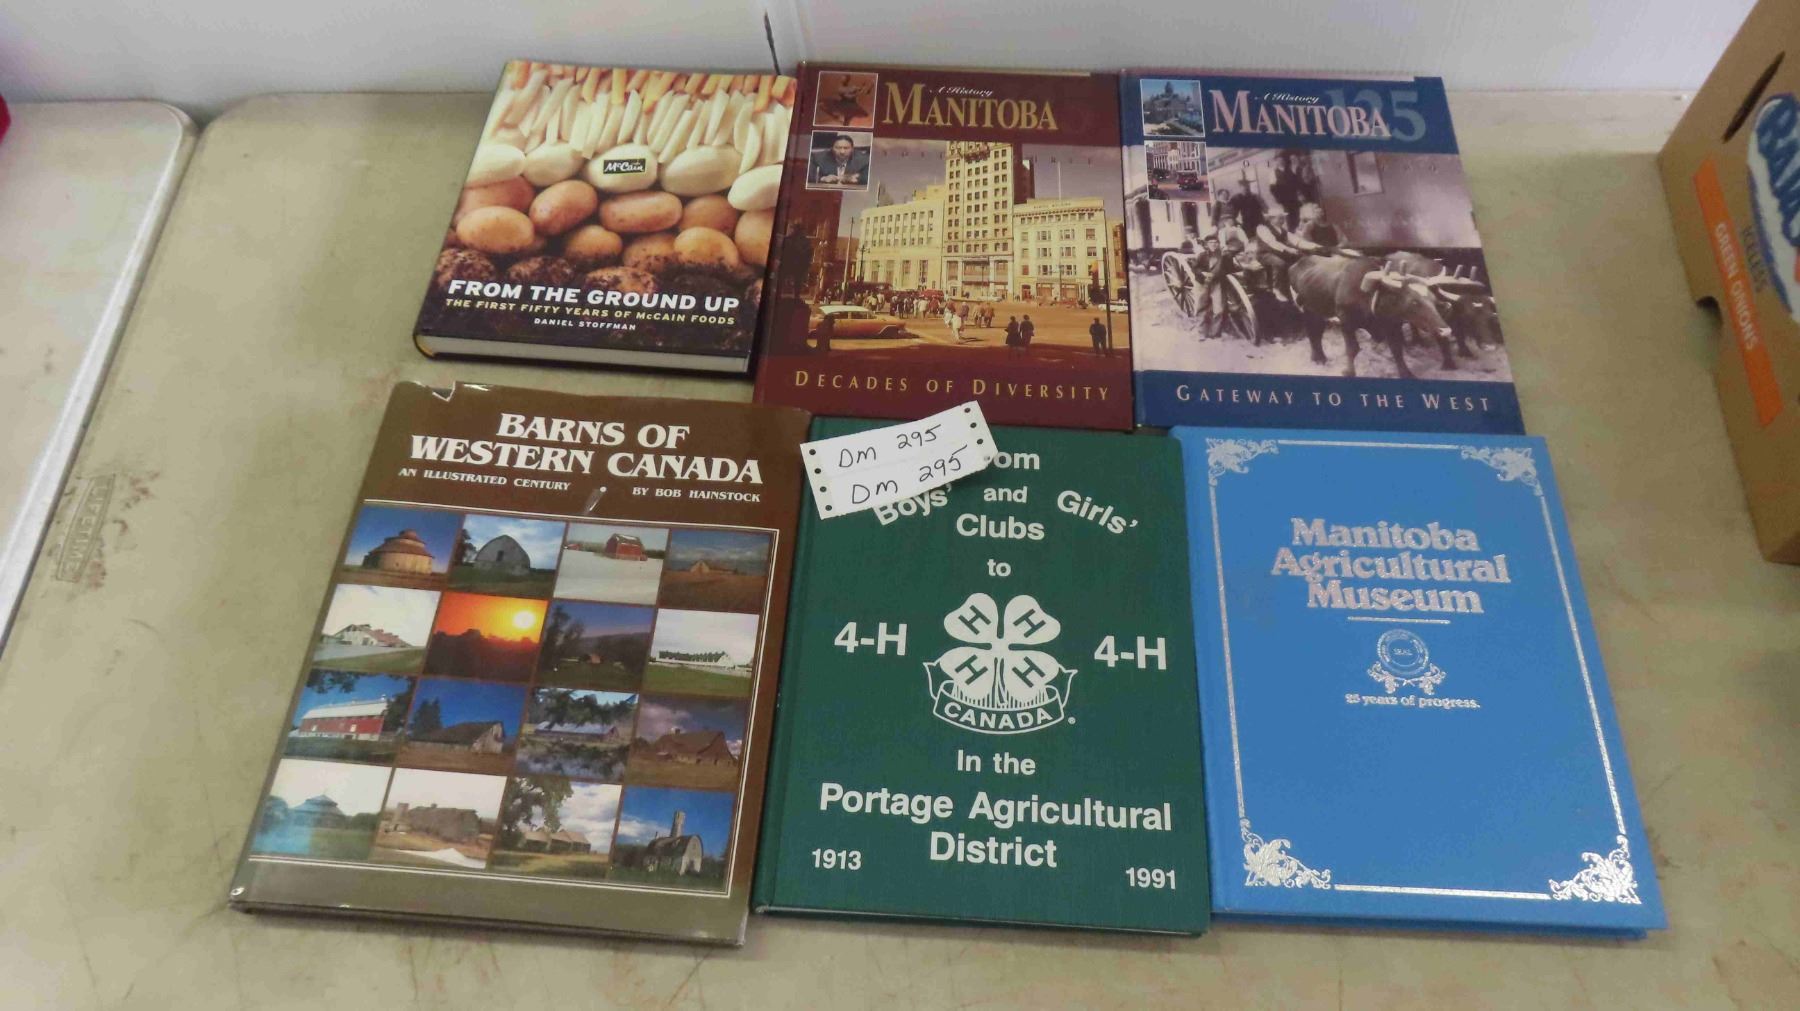 McCain
FROM THE GROUND UP
THE FIRST FIFTY YEARS OF McCAIN FOODS
DANIEL STOFFMAN
A History
MANITOBA
DECADES OF DIVERSITY
A History
MANITOBA 125
GATEWAY TO THE WEST
BARNS OF
WESTERN CANADA
AN ILLUSTRATED CENTURY
BY BOB HAINSTOCK
DM 295
DM 295
om
Boys' and Girls'
Clubs
to
4-H 4-H
H H
H H
CANADA
In the
Portage Agricultural
District
1913 1991
Manitoba
Agricultural
Museum
SEAL
25 years of progress.
GREEN ONIONS
LIFETIME